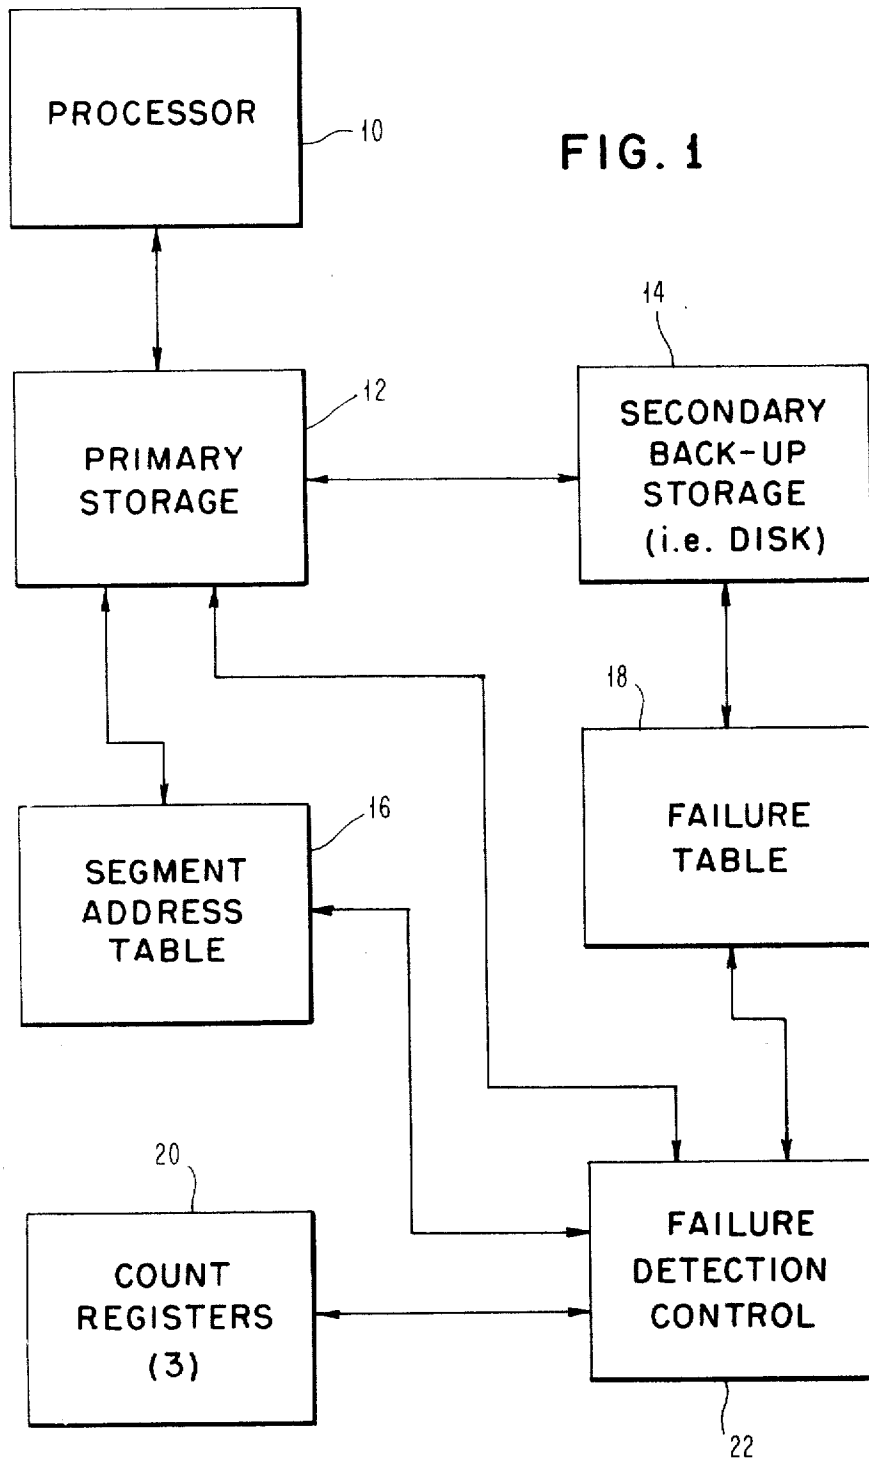 PROCESSOR
10
FIG. 1
14
12
PRIMARY
STORAGE
SECONDARY
BACK-UP
STORAGE
(i.e. DISK)
18
16
FAILURE
TABLE
SEGMENT
ADDRESS
TABLE
20
COUNT
REGISTERS
(3)
FAILURE
DETECTION
CONTROL
22